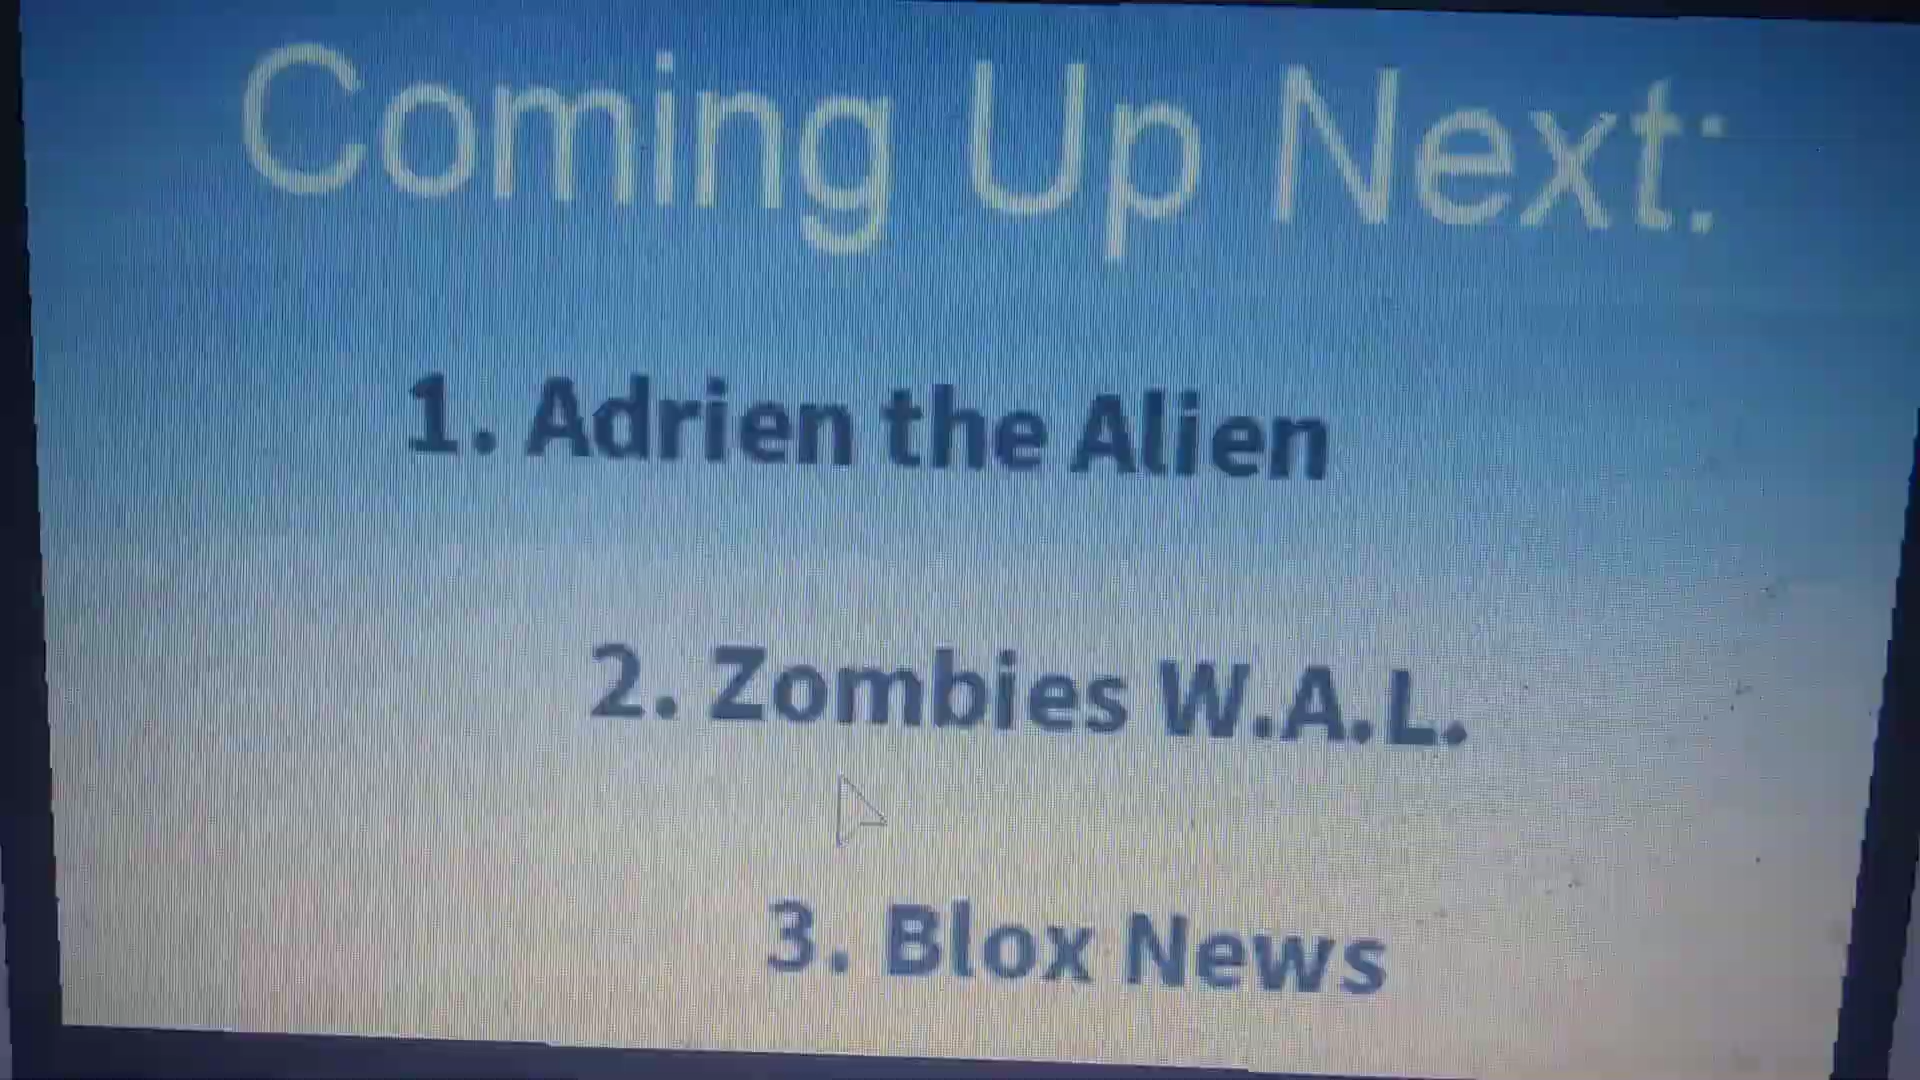 Coming Up Next:
1. Adrien the Alien
2. Zombies W.A.L.
3. Blox News